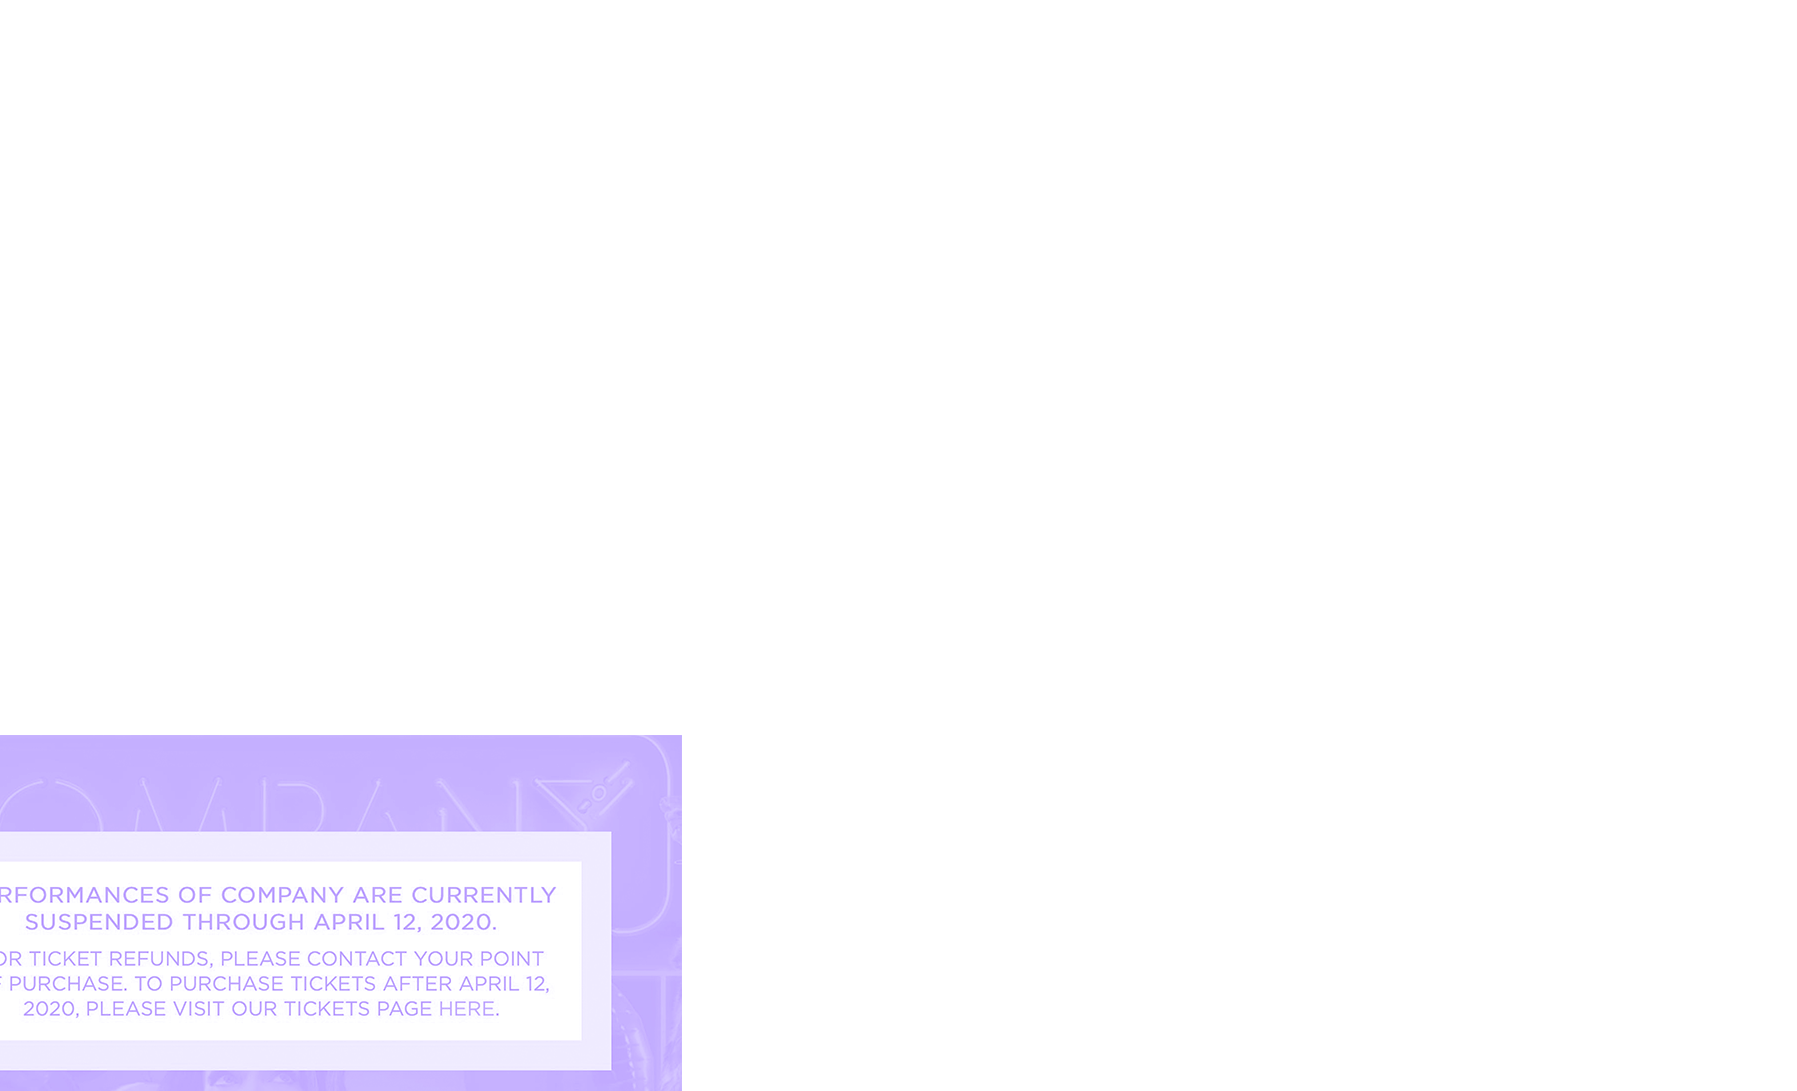 OMPANY
RFORMANCES OF COMPANY ARE CURRENTLY
SUSPENDED THROUGH APRIL 12, 2020.
OR TICKET REFUNDS, PLEASE CONTACT YOUR POINT
F PURCHASE. TO PURCHASE TICKETS AFTER APRIL 12,
2020, PLEASE VISIT OUR TICKETS PAGE HERE.